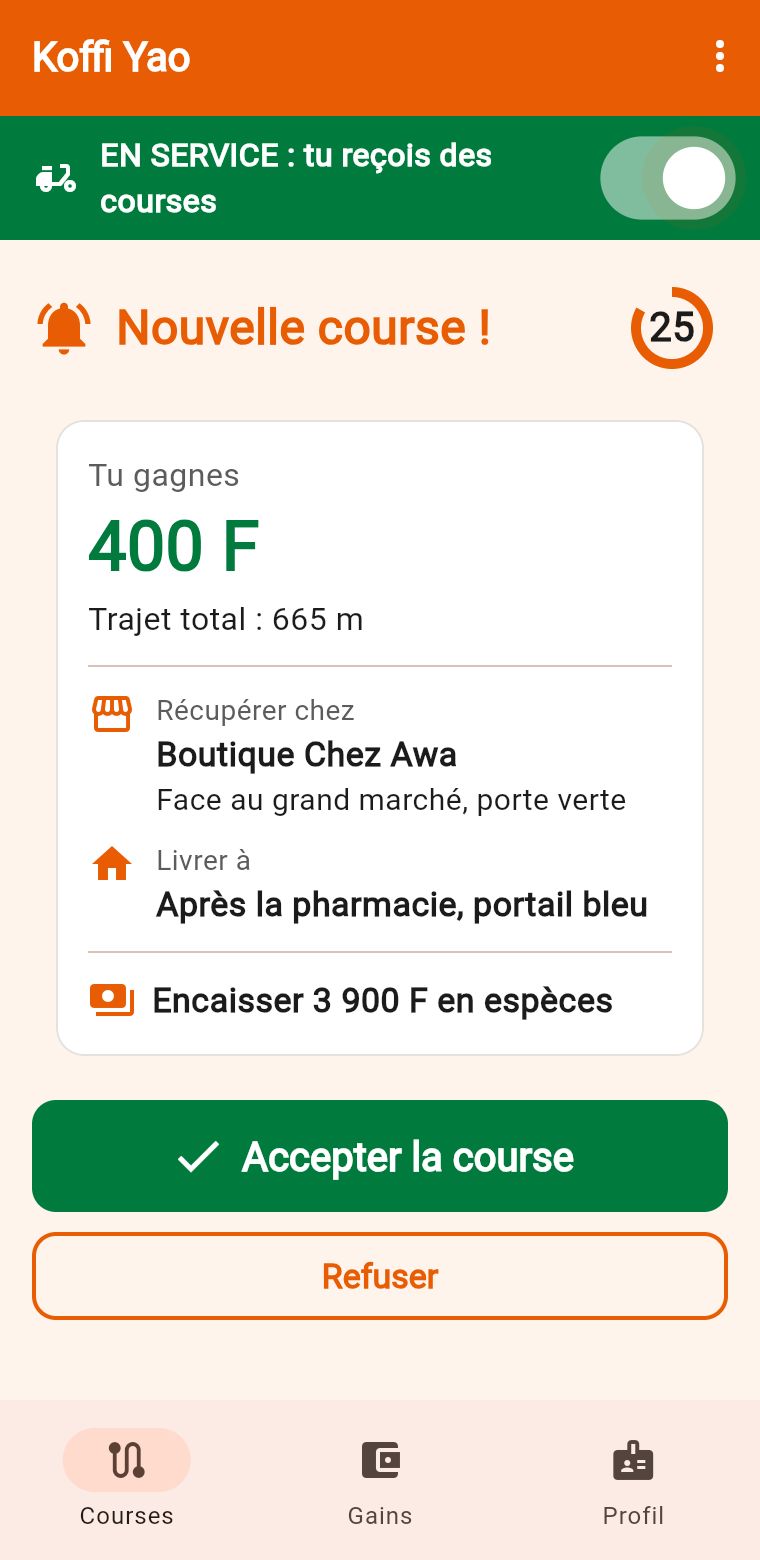 Koffi Yao
EN SERVICE : tu reçois des
courses
Nouvelle course !
25
Tu gagnes
400 F
Trajet total : 665 m
Récupérer chez
Boutique Chez Awa
Face au grand marché, porte verte
Livrer à
Après la pharmacie, portail bleu
Encaisser 3 900 F en espèces
Accepter la course
Refuser
Courses
Gains
Profil